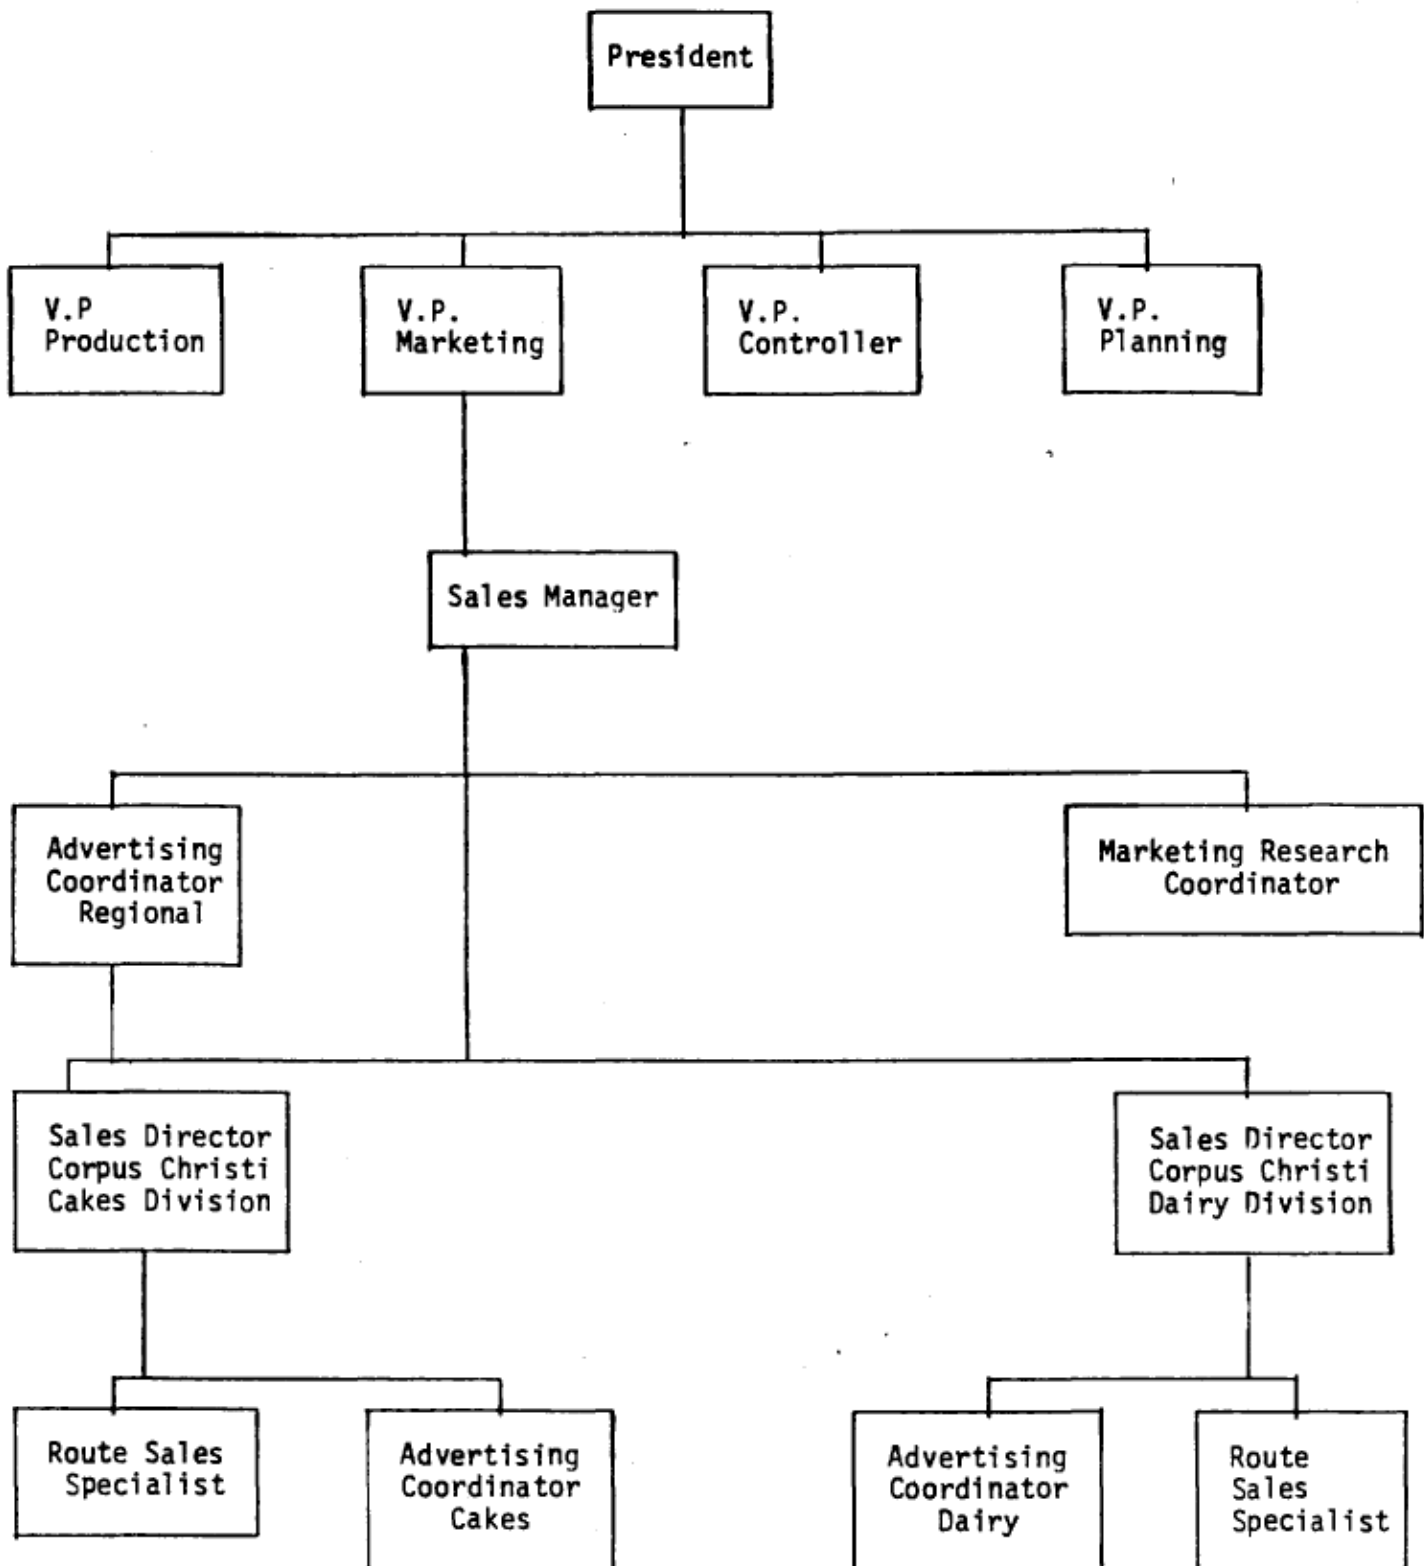 President
V.P
Production
V.P.
Marketing
V.P.
Controller
V.P.
Planning
Sales Manager
Advertising
Coordinator
Regional
Marketing Research
Coordinator
Sales Director
Corpus Christi
Cakes Division
Sales Director
Corpus Christi
Dairy Division
Route Sales
Specialist
Advertising
Coordinator
Cakes
Advertising
Coordinator
Dairy
Route
Sales
Specialist